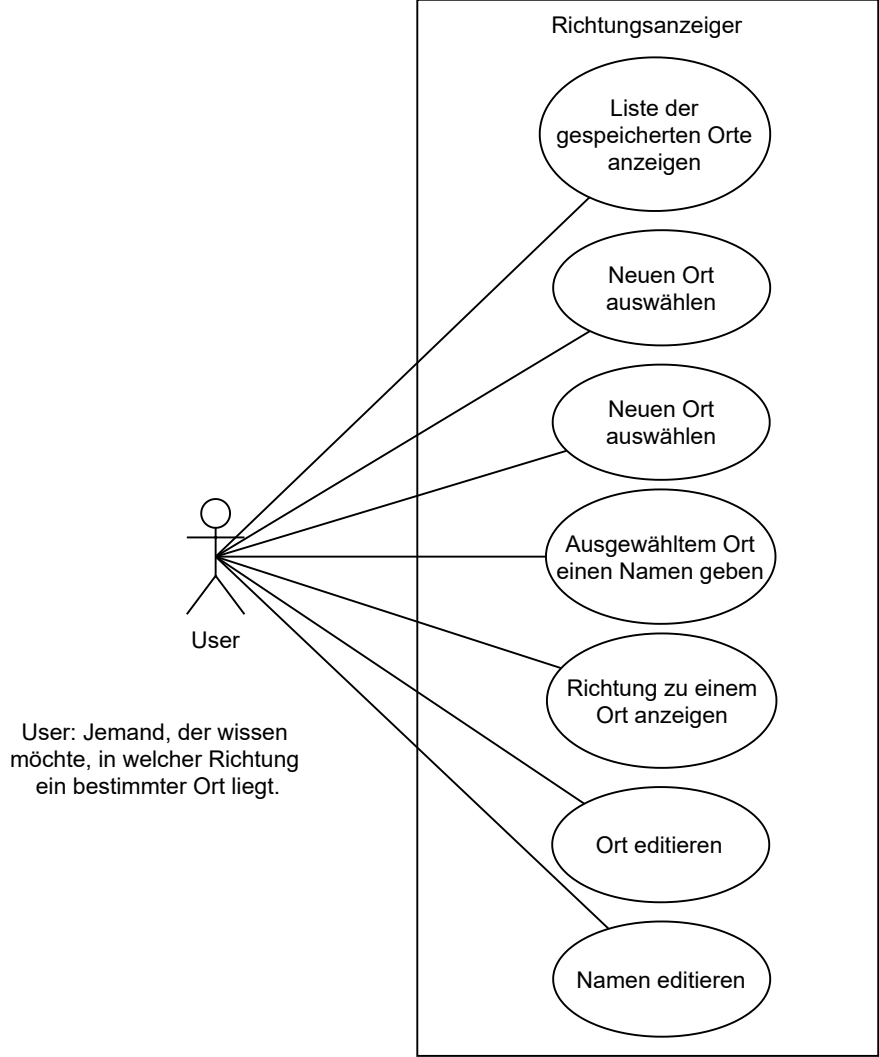 Richtungsanzeiger
Liste der
gespeicherten Orte
anzeigen
Neuen Ort
auswählen
Neuen Ort
auswählen
Ausgewähltem Ort
einen Namen geben
Richtung zu einem
Ort anzeigen
Ort editieren
Namen editieren
User
User: Jemand, der wissen
möchte, in welcher Richtung
ein bestimmter Ort liegt.